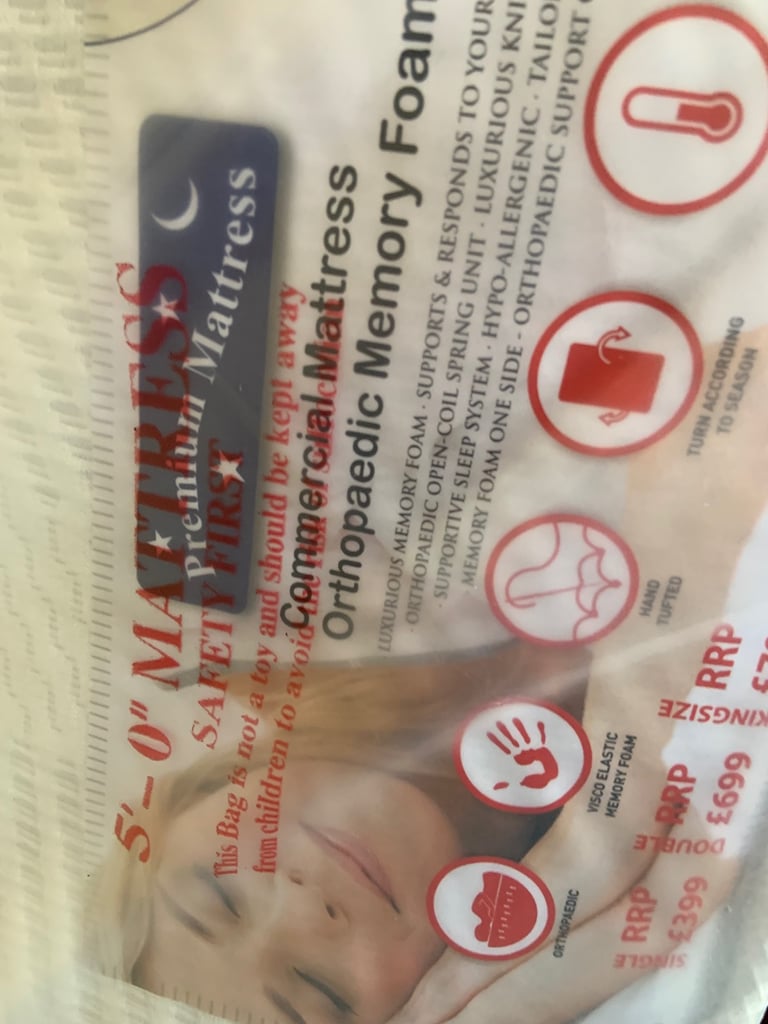 5'– 0" MATTRESS
SAFETY FIRST
This Bag is not a toy and should be kept away
from children to avoid
Premium Mattress
Commercial Mattress
Orthopaedic Memory Foam
LUXURIOUS MEMORY FOAM · SUPPORTS & RESPONDS TO YOUR
· ORTHOPAEDIC OPEN-COIL SPRING UNIT · LUXURIOUS KNI
· SUPPORTIVE SLEEP SYSTEM · HYPO-ALLERGENIC · TAILO
MEMORY FOAM ONE SIDE - ORTHOPAEDIC SUPPORT
ORTHOPAEDIC
VISCO ELASTIC
MEMORY FOAM
HAND
TUFTED
TURN ACCORDING
TO SEASON
SINGLE
RRP
£399
DOUBLE
RRP
£699
KINGSIZE
RRP